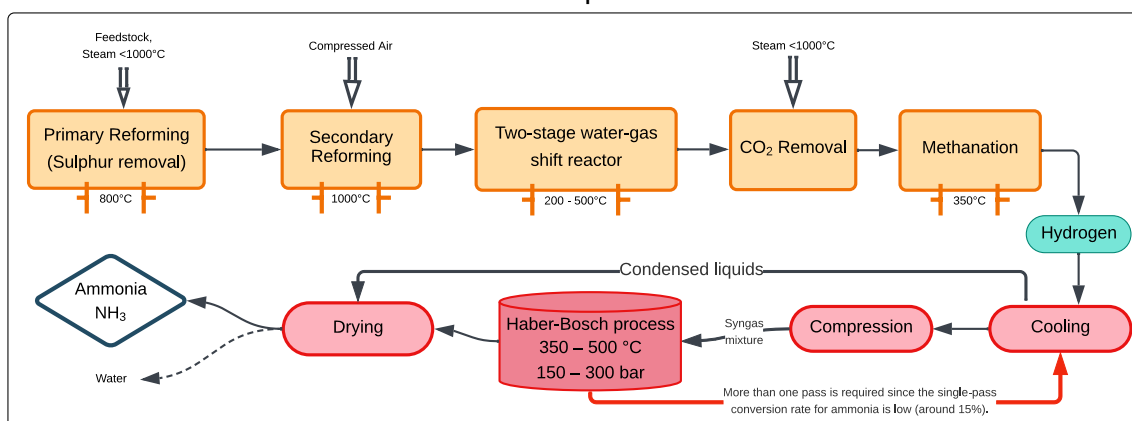 Feedstock,
Steam <1000°C
Compressed Air
Steam <1000°C
Primary Reforming
(Sulphur removal)
Secondary
Reforming
Two-stage water-gas
shift reactor
CO₂ Removal
Methanation
800°C
1000°C
200 - 500°C
350°C
Hydrogen
Condensed liquids
Ammonia
NH₃
Drying
Haber-Bosch process
350 – 500 °C
150 – 300 bar
Syngas
mixture
Compression
Cooling
Water
More than one pass is required since the single-pass
conversion rate for ammonia is low (around 15%).